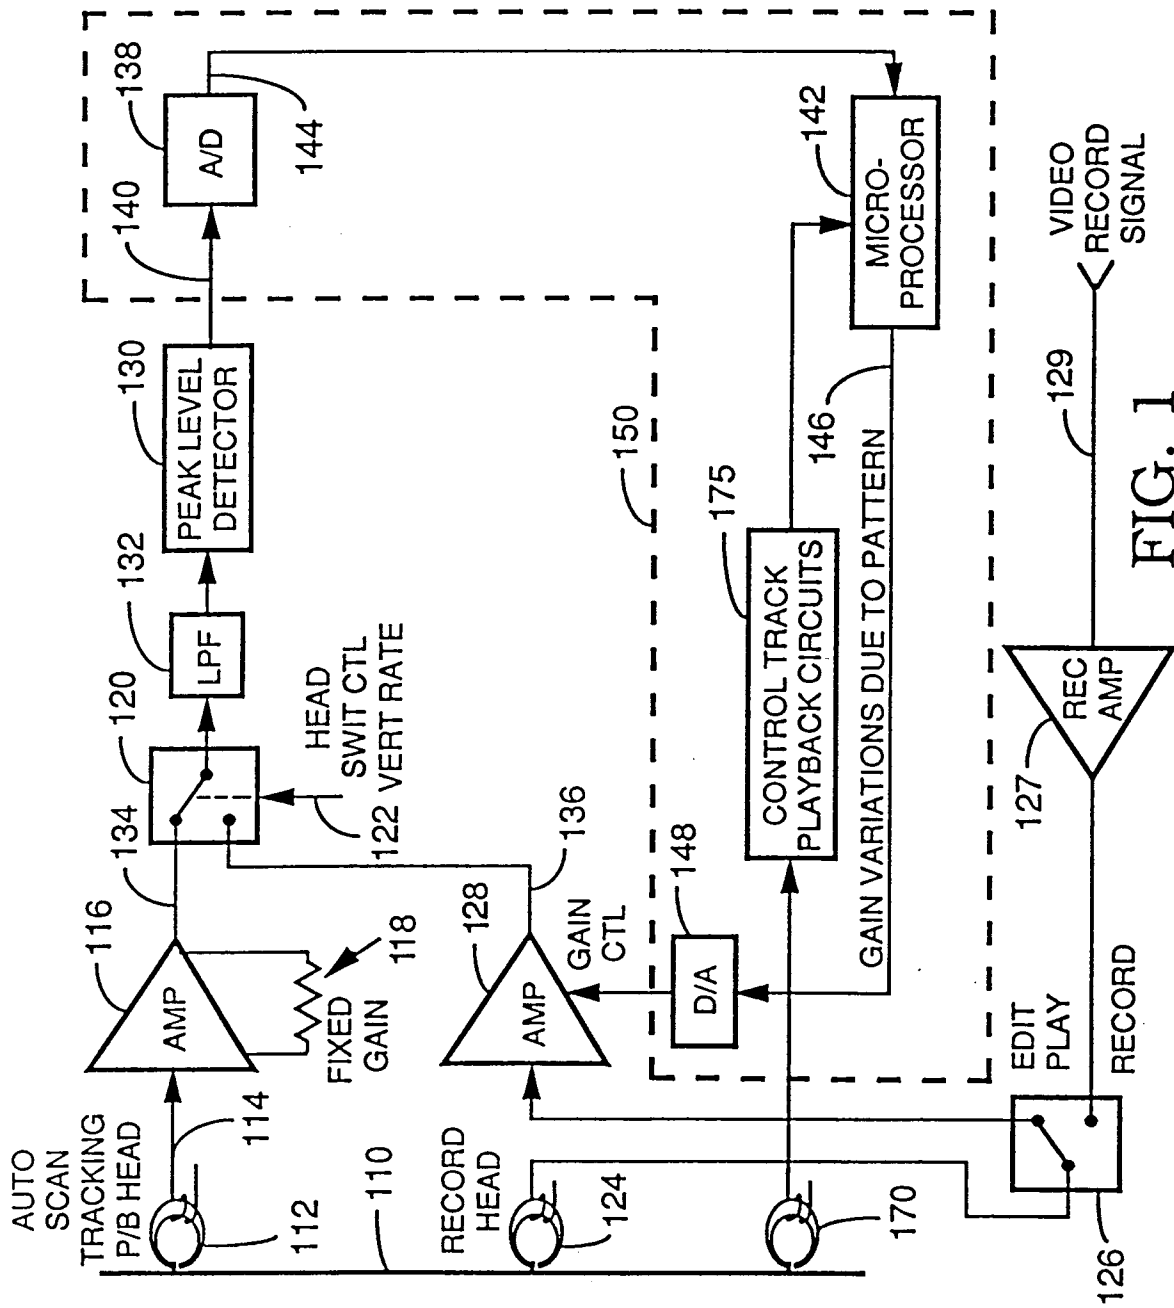 AUTO
SCAN
TRACKING
P/B HEAD
112
114
116
AMP
FIXED
GAIN
118
134
120
HEAD
SWIT CTL
122 VERT RATE
132
LPF
130
PEAK LEVEL
DETECTOR
140
138
A/D
144
110
RECORD
HEAD
124
128
AMP
136
GAIN
CTL
148
D/A
150
170
175
CONTROL TRACK
PLAYBACK CIRCUITS
142
MICRO-
PROCESSOR
146
GAIN VARIATIONS DUE TO PATTERN
126
EDIT
PLAY
RECORD
127
REC
AMP
129
VIDEO
RECORD
SIGNAL
FIG. 1